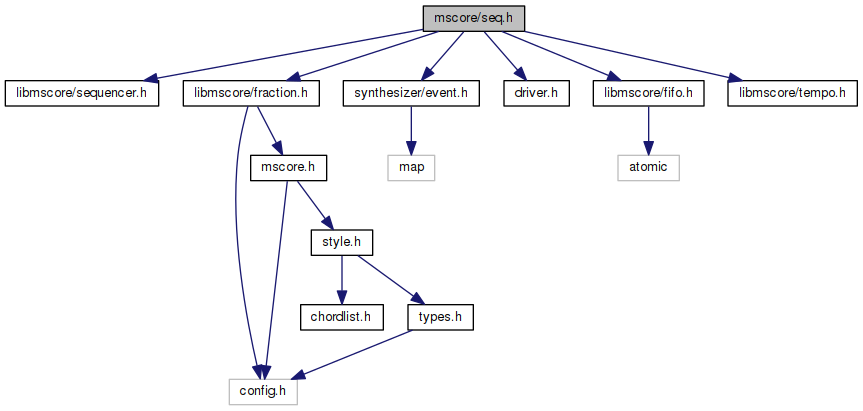 mscore/seq.h
libmscore/sequencer.h
libmscore/fraction.h
synthesizer/event.h
driver.h
libmscore/fifo.h
libmscore/tempo.h
mscore.h
map
atomic
style.h
chordlist.h
types.h
config.h